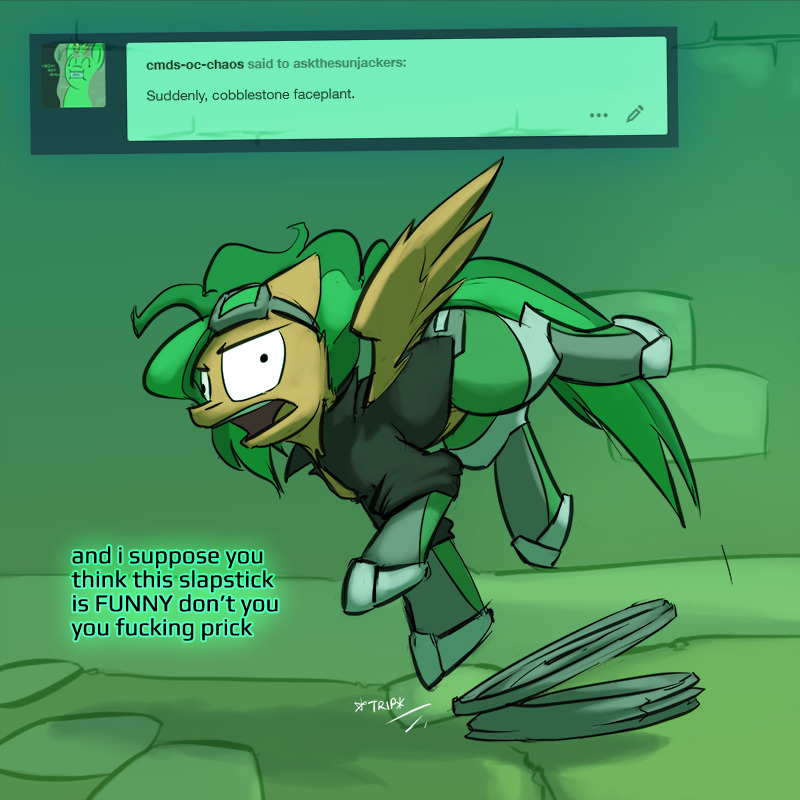 cmds-oc-chaos said to askthesunjackers:
Suddenly, cobblestone faceplant.
and i suppose you
think this slapstick
is FUNNY don't you
you fucking prick
*TRIP*